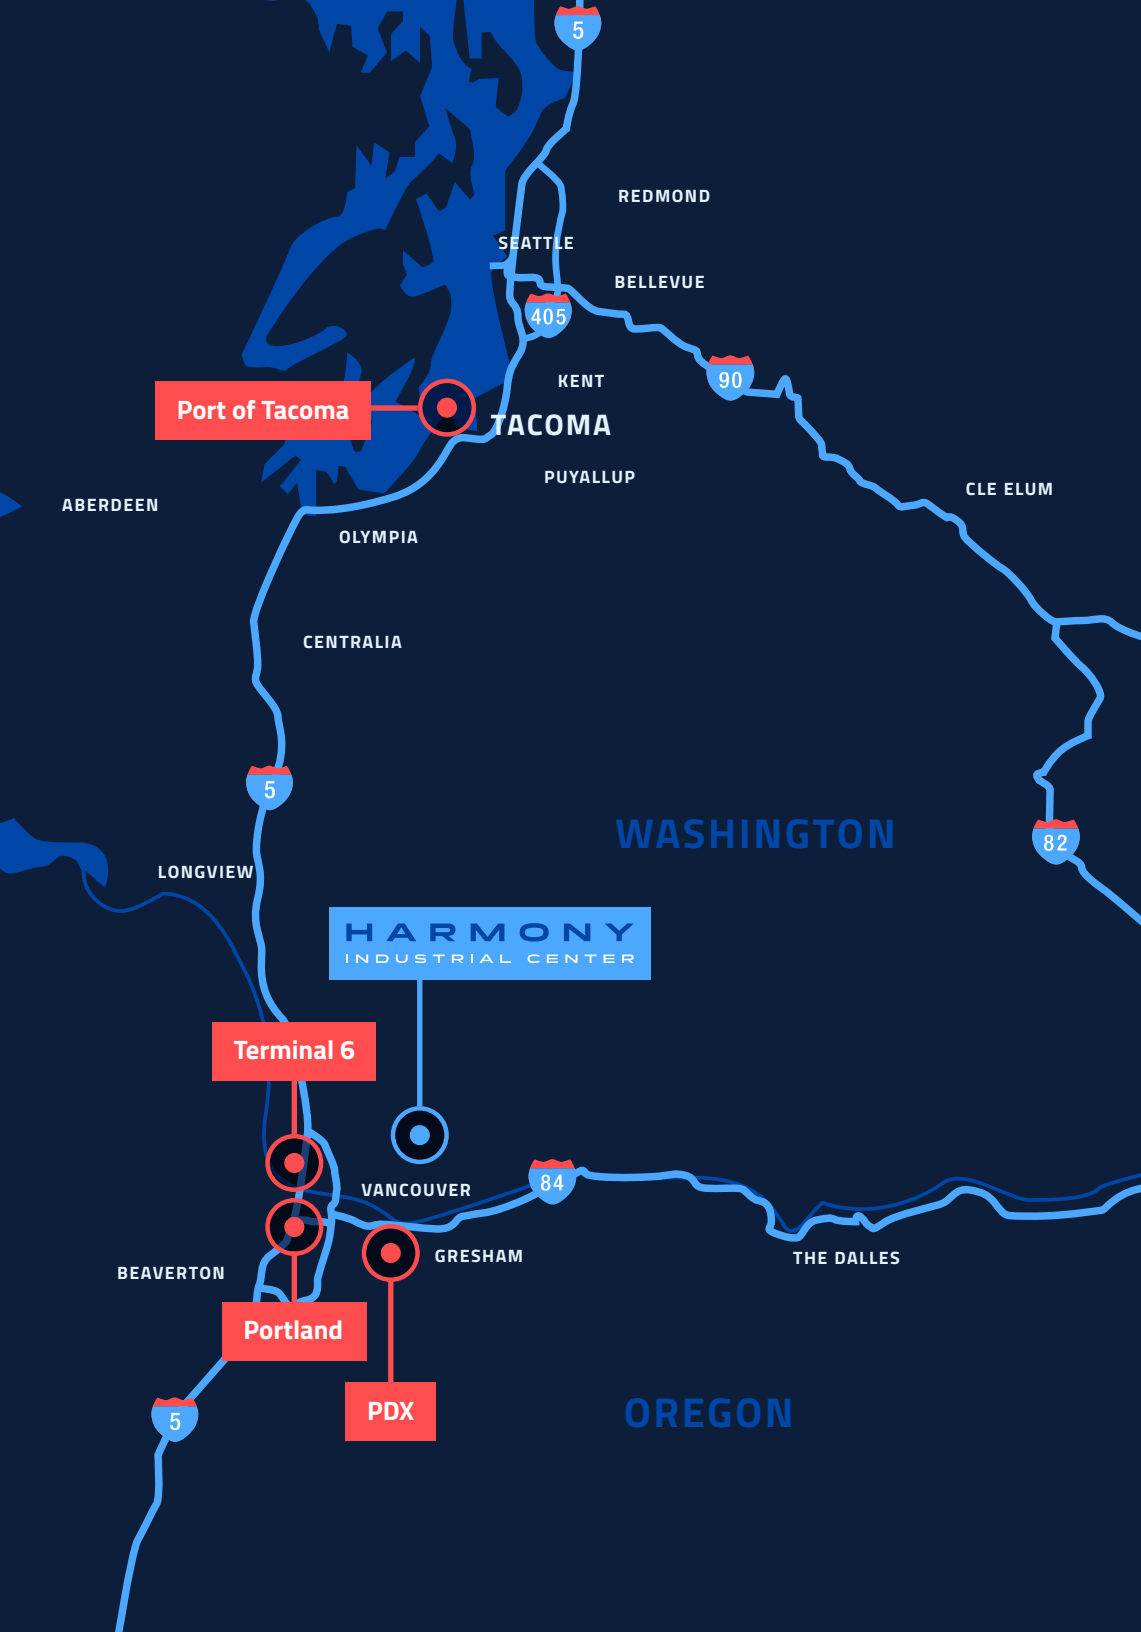 5
REDMOND
SEATTLE
BELLEVUE
405
90
KENT
Port of Tacoma
TACOMA
PUYALLUP
CLE ELUM
ABERDEEN
OLYMPIA
CENTRALIA
5
WASHINGTON
82
LONGVIEW
HARMONY
INDUSTRIAL CENTER
Terminal 6
84
VANCOUVER
GRESHAM
THE DALLES
BEAVERTON
Portland
PDX
5
OREGON